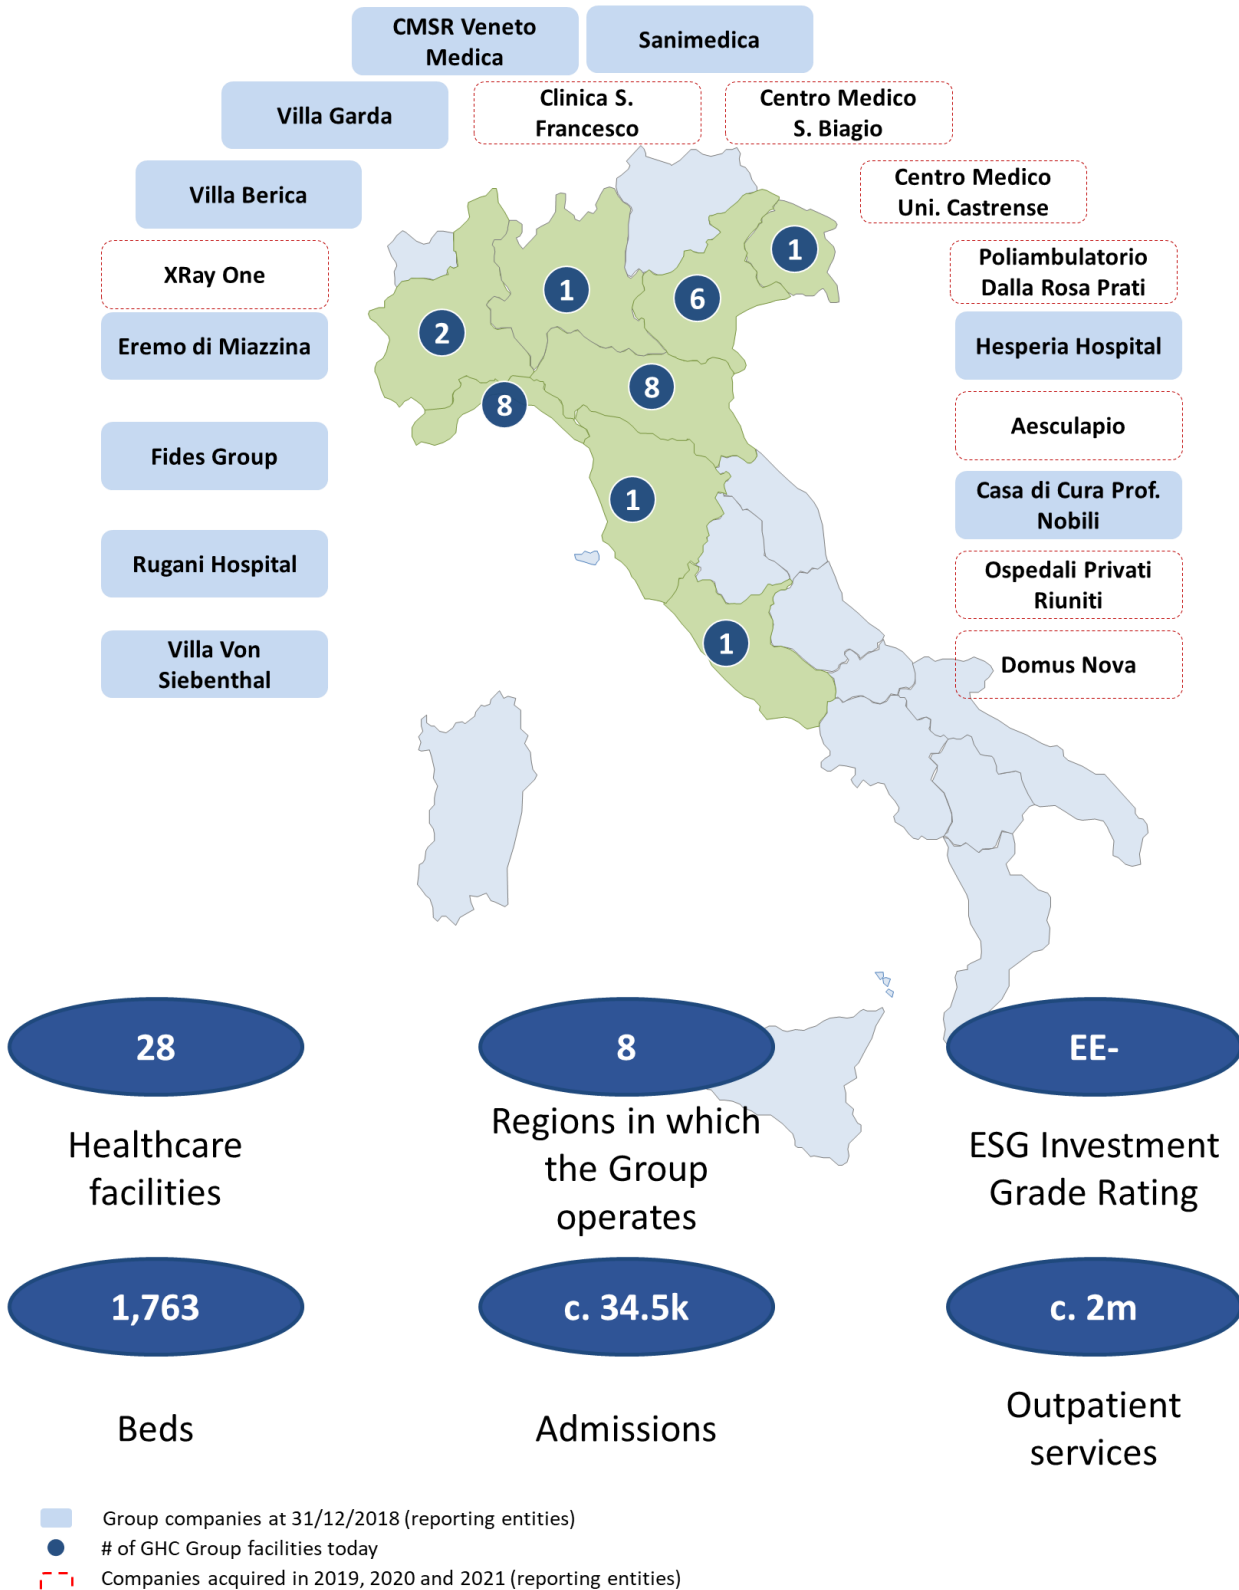 CMSR Veneto
Medica
Sanimedica
Villa Garda
Clinica S.
Francesco
Centro Medico
S. Biagio
Villa Berica
Centro Medico
Uni. Castrense
XRay One
Poliambulatorio
Dalla Rosa Prati
Eremo di Miazzina
Hesperia Hospital
Fides Group
Aesculapio
Rugani Hospital
Casa di Cura Prof.
Nobili
Villa Von
Siebenthal
Ospedali Privati
Riuniti
Domus Nova
1
1
6
2
8
8
1
1
28
Healthcare
facilities
8
Regions in which
the Group
operates
EE-
ESG Investment
Grade Rating
1,763
Beds
c. 34.5k
Admissions
c. 2m
Outpatient
services
Group companies at 31/12/2018 (reporting entities)
# of GHC Group facilities today
Companies acquired in 2019, 2020 and 2021 (reporting entities)